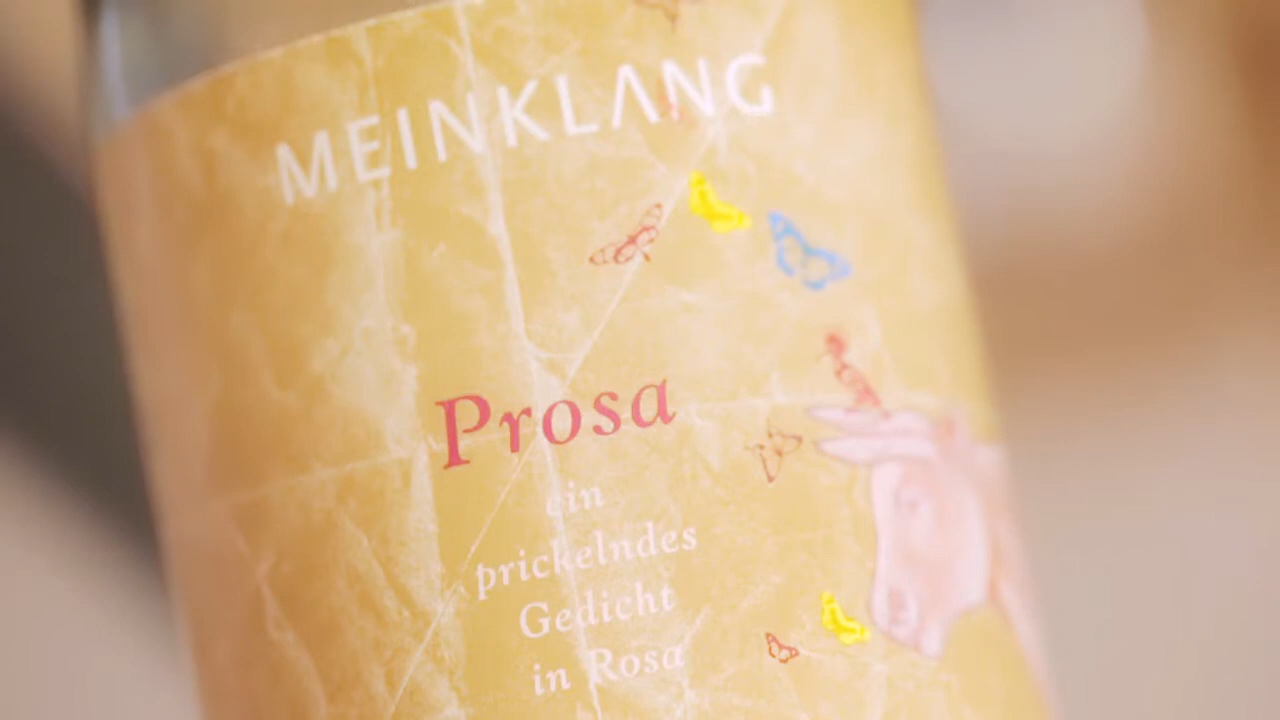 MEINKLANG
Prosa
ein
prickelndes
Gedicht
in Rosa